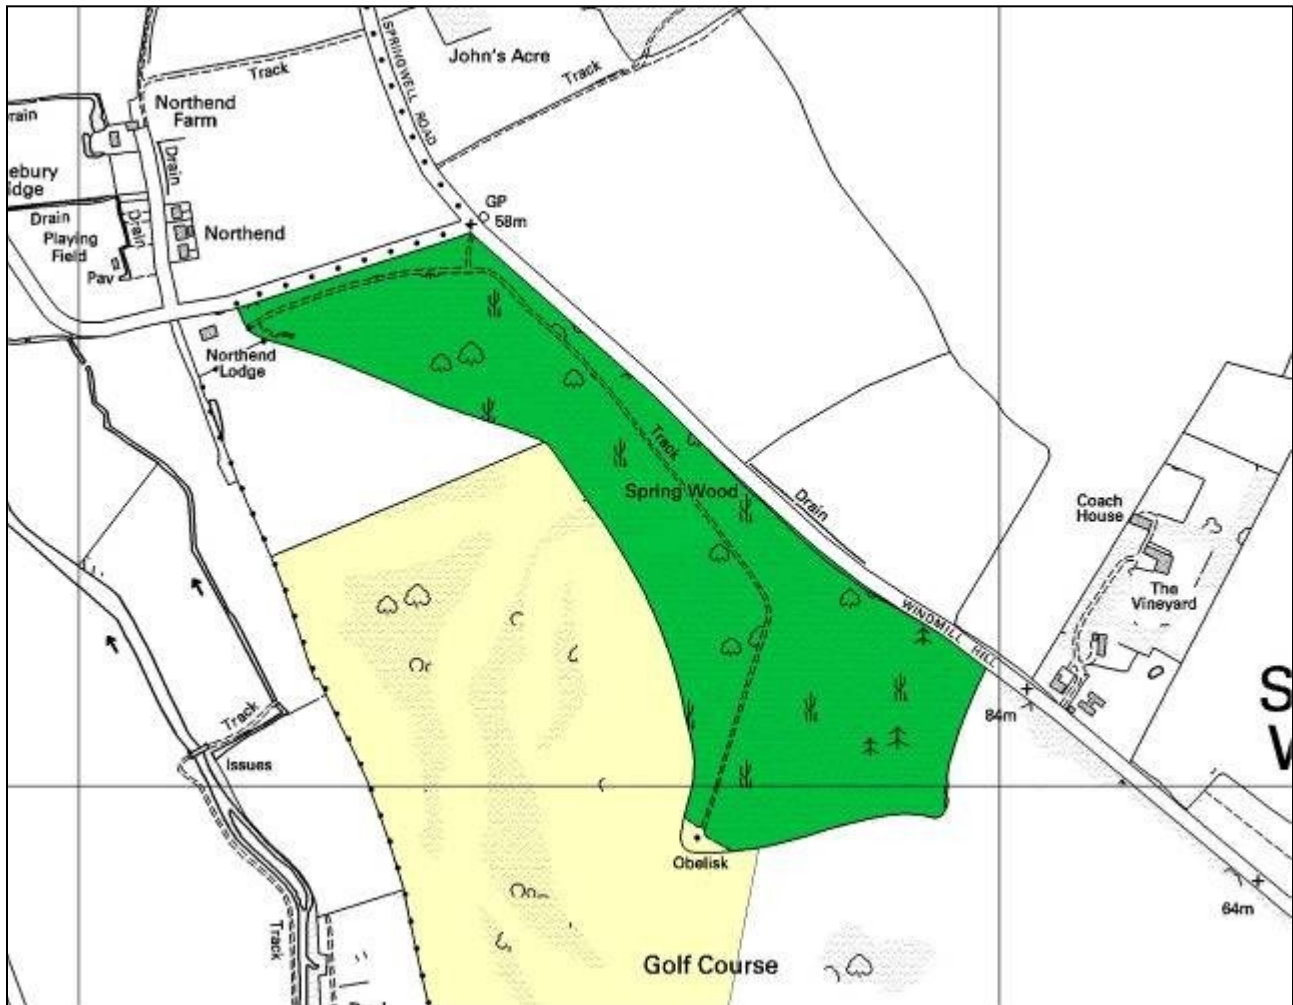 SPRINGWELL ROAD
John's Acre
Track
Track
Northend
Farm
rain
Drain
ebury
idge
GP
58m
Drain
Drain
Playing
Field
Northend
Pav
Northend
Lodge
Track
Spring Wood
Drain
Coach
House
The
Vineyard
WINDMILL HILL
84m
S
Track
Issues
Obelisk
64m
Track
Golf Course